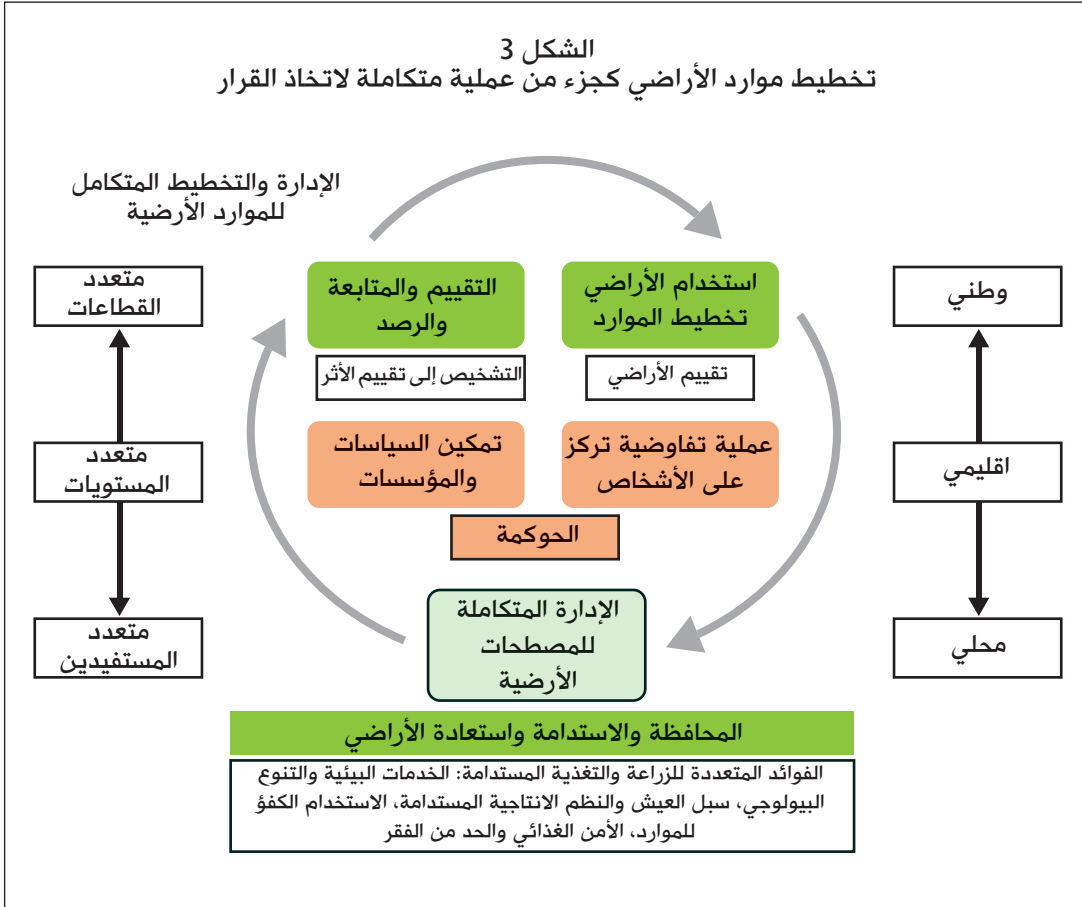 الشكل 3
تخطيط موارد الأراضي كجزء من عملية متكاملة لاتخاذ القرار
الإدارة والتخطيط المتكامل
للموارد الأرضية
وطني
اقليمي
محلي
استخدام الأراضي
تخطيط الموارد
تقييم الأراضي
التقييم والمتابعة
والرصد
التشخيص إلى تقييم الأثر
عملية تفاوضية تركز
على الأشخاص
تمكين السياسات
والمؤسسات
الحوكمة
متعدد
القطاعات
متعدد
المستويات
متعدد
المستفيدين
الإدارة المتكاملة
للمصطحات
الأرضية
المحافظة والاستدامة واستعادة الأراضي
الفوائد المتعددة للزراعة والتغذية المستدامة: الخدمات البيئية والتنوع
البيولوجي، سبل العيش والنظم الانتاجية المستدامة، الاستخدام الكفؤ
للموارد، الأمن الغذائي والحد من الفقر